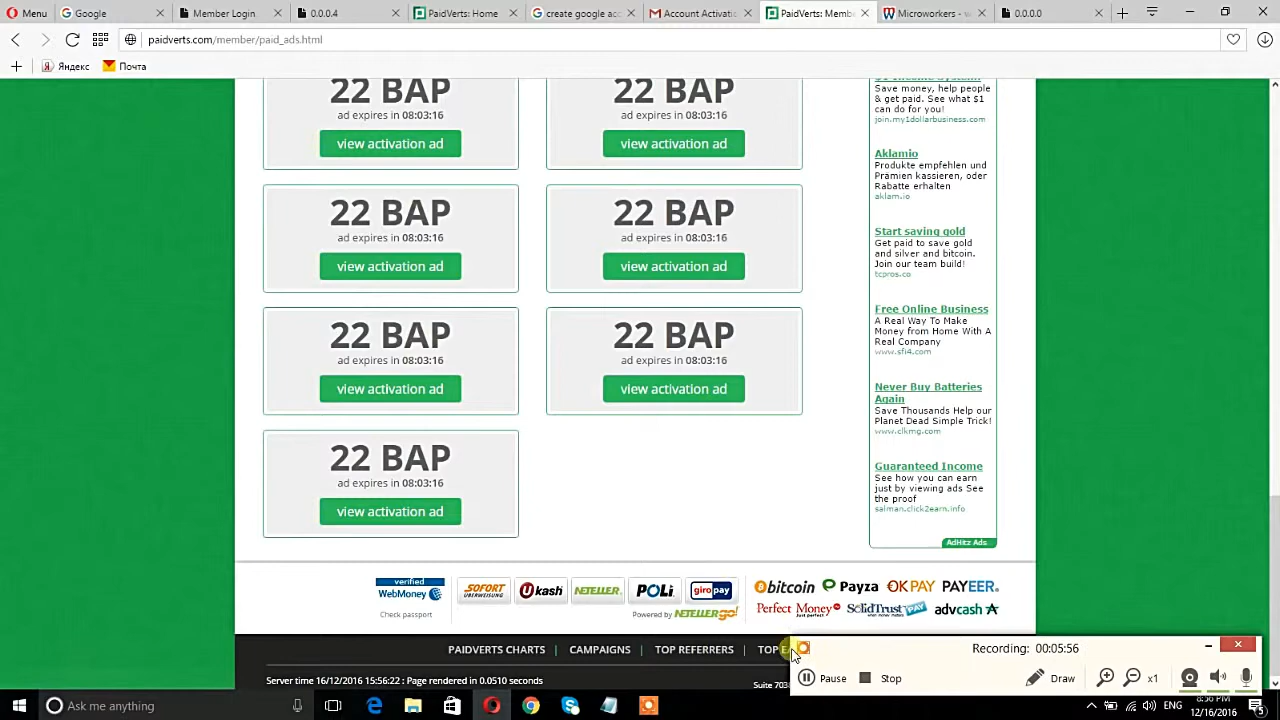 Menu
Google
Member Login
0.0.0.4
PaidVerts: Home
create google acc
Account Activati
PaidVerts: Memb
Microworkers - w
0.0.0.0
paidverts.com/member/paid_ads.html
Яндекс
Почта
22 BAP
ad expires in 08:03:16
view activation ad
22 BAP
ad expires in 08:03:16
view activation ad
22 BAP
ad expires in 08:03:16
view activation ad
22 BAP
ad expires in 08:03:16
view activation ad
22 BAP
ad expires in 08:03:16
view activation ad
22 BAP
ad expires in 08:03:16
view activation ad
22 BAP
ad expires in 08:03:16
view activation ad
Save money, help people
& get paid. See what $1
can do for you!
join.my1dollarbusiness.com
Aklamio
Produkte empfehlen und
Prämien kassieren, oder
Rabatte erhalten
aklam.io
Start saving gold
Get paid to save gold
and silver and bitcoin.
Join our team build!
tcpros.co
Free Online Business
A Real Way To Make
Money from Home With A
Real Company
www.sfi4.com
Never Buy Batteries
Again
Save Thousands Help our
Planet Dead Simple Trick!
www.clkmg.com
Guaranteed Income
See how you can earn
just by viewing ads See
the proof
salman.click2earn.info
AdHitz Ads
verified
WebMoney
Check passport
SOFORT
ÜBERWEISUNG
Ukash
NETELLER
POLi
giropay
Powered by NETELLERgo!
bitcoin
Payza
OKPAY
PAYEER
Perfect Money
SolidTrust PAY
advcash
PAIDVERTS CHARTS | CAMPAIGNS | TOP REFERRERS | TOP EA
Server time 16/12/2016 15:56:22 : Page rendered in 0.0510 seconds
Suite 703
Recording: 00:05:56
Pause
Stop
Draw
x1
Ask me anything
ENG
8:56 PM
12/16/2016